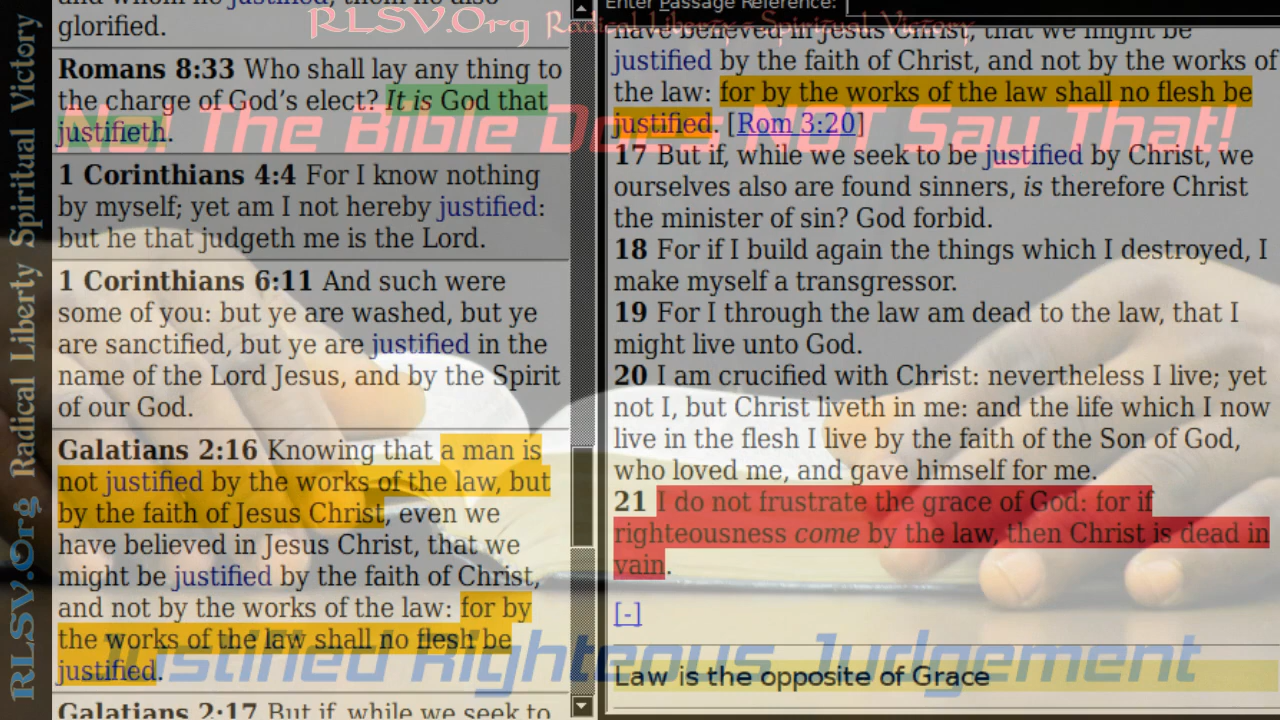 RLSV.Org Radical Liberty Spiritual Victory
RLSV.Org Radical Liberty - Spiritual Victory
No! The Bible Does NOT Say That!
and whom he justified, them he also
glorified.
Romans 8:33 Who shall lay any thing to
the charge of God’s elect? It is God that
justifieth.
1 Corinthians 4:4 For I know nothing
by myself; yet am I not hereby justified:
but he that judgeth me is the Lord.
1 Corinthians 6:11 And such were
some of you: but ye are washed, but ye
are sanctified, but ye are justified in the
name of the Lord Jesus, and by the Spirit
of our God.
Galatians 2:16 Knowing that a man is
not justified by the works of the law, but
by the faith of Jesus Christ, even we
have believed in Jesus Christ, that we
might be justified by the faith of Christ,
and not by the works of the law: for by
the works of the law shall no flesh be
justified.
Galatians 2:17 But if, while we seek to
Enter Passage Reference:
have believed in Jesus Christ, that we might be
justified by the faith of Christ, and not by the works of
the law: for by the works of the law shall no flesh be
justified. [Rom 3:20]
17 But if, while we seek to be justified by Christ, we
ourselves also are found sinners, is therefore Christ
the minister of sin? God forbid.
18 For if I build again the things which I destroyed, I
make myself a transgressor.
19 For I through the law am dead to the law, that I
might live unto God.
20 I am crucified with Christ: nevertheless I live; yet
not I, but Christ liveth in me: and the life which I now
live in the flesh I live by the faith of the Son of God,
who loved me, and gave himself for me.
21 I do not frustrate the grace of God: for if
righteousness come by the law, then Christ is dead in
vain.
[-]
Law is the opposite of Grace
Justified Righteous Judgement